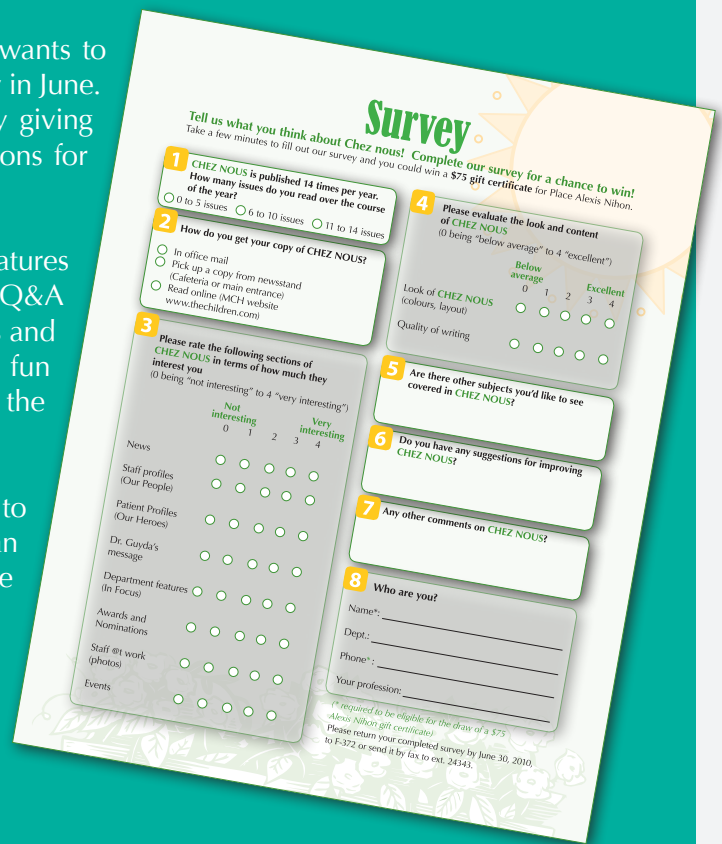 wants to
in June.
giving
ons for
atures
Q&A
and
fun
the
to
Survey
Tell us what you think about Chez nous! Complete our survey for a chance to win!
Take a few minutes to fill out our survey and you could win a $75 gift certificate for Place Alexis Nihon.
1
CHEZ NOUS is published 14 times per year.
How many issues do you read over the course
of the year?
0 to 5 issues 6 to 10 issues 11 to 14 issues
2
How do you get your copy of CHEZ NOUS?
In office mail
Pick up a copy from newsstand
(Cafeteria or main entrance)
Read online (MCH website
www.thechildren.com)
3
Please rate the following sections of
CHEZ NOUS in terms of how much they
interest you
(0 being "not interesting" to 4 "very interesting")
Not
interesting
Very
interesting
0 1 2 3 4
News
Staff profiles
(Our People)
Patient Profiles
(Our Heroes)
Dr. Guyda's
message
Department features
(In Focus)
Awards and
Nominations
Staff @t work
(photos)
Events
4
Please evaluate the look and content
of CHEZ NOUS
(0 being "below average" to 4 "excellent")
Below
average
Excellent
0 1 2 3 4
Look of CHEZ NOUS
(colours, layout)
Quality of writing
5
Are there other subjects you'd like to see
covered in CHEZ NOUS?
6
Do you have any suggestions for improving
CHEZ NOUS?
7
Any other comments on CHEZ NOUS?
8
Who are you?
Name*:
Dept.:
Phone*:
Your profession:
(* required to be eligible for the draw of a $75
Alexis Nihon gift certificate)
Please return your completed survey by June 30, 2010,
to F-372 or send it by fax to ext. 24343.